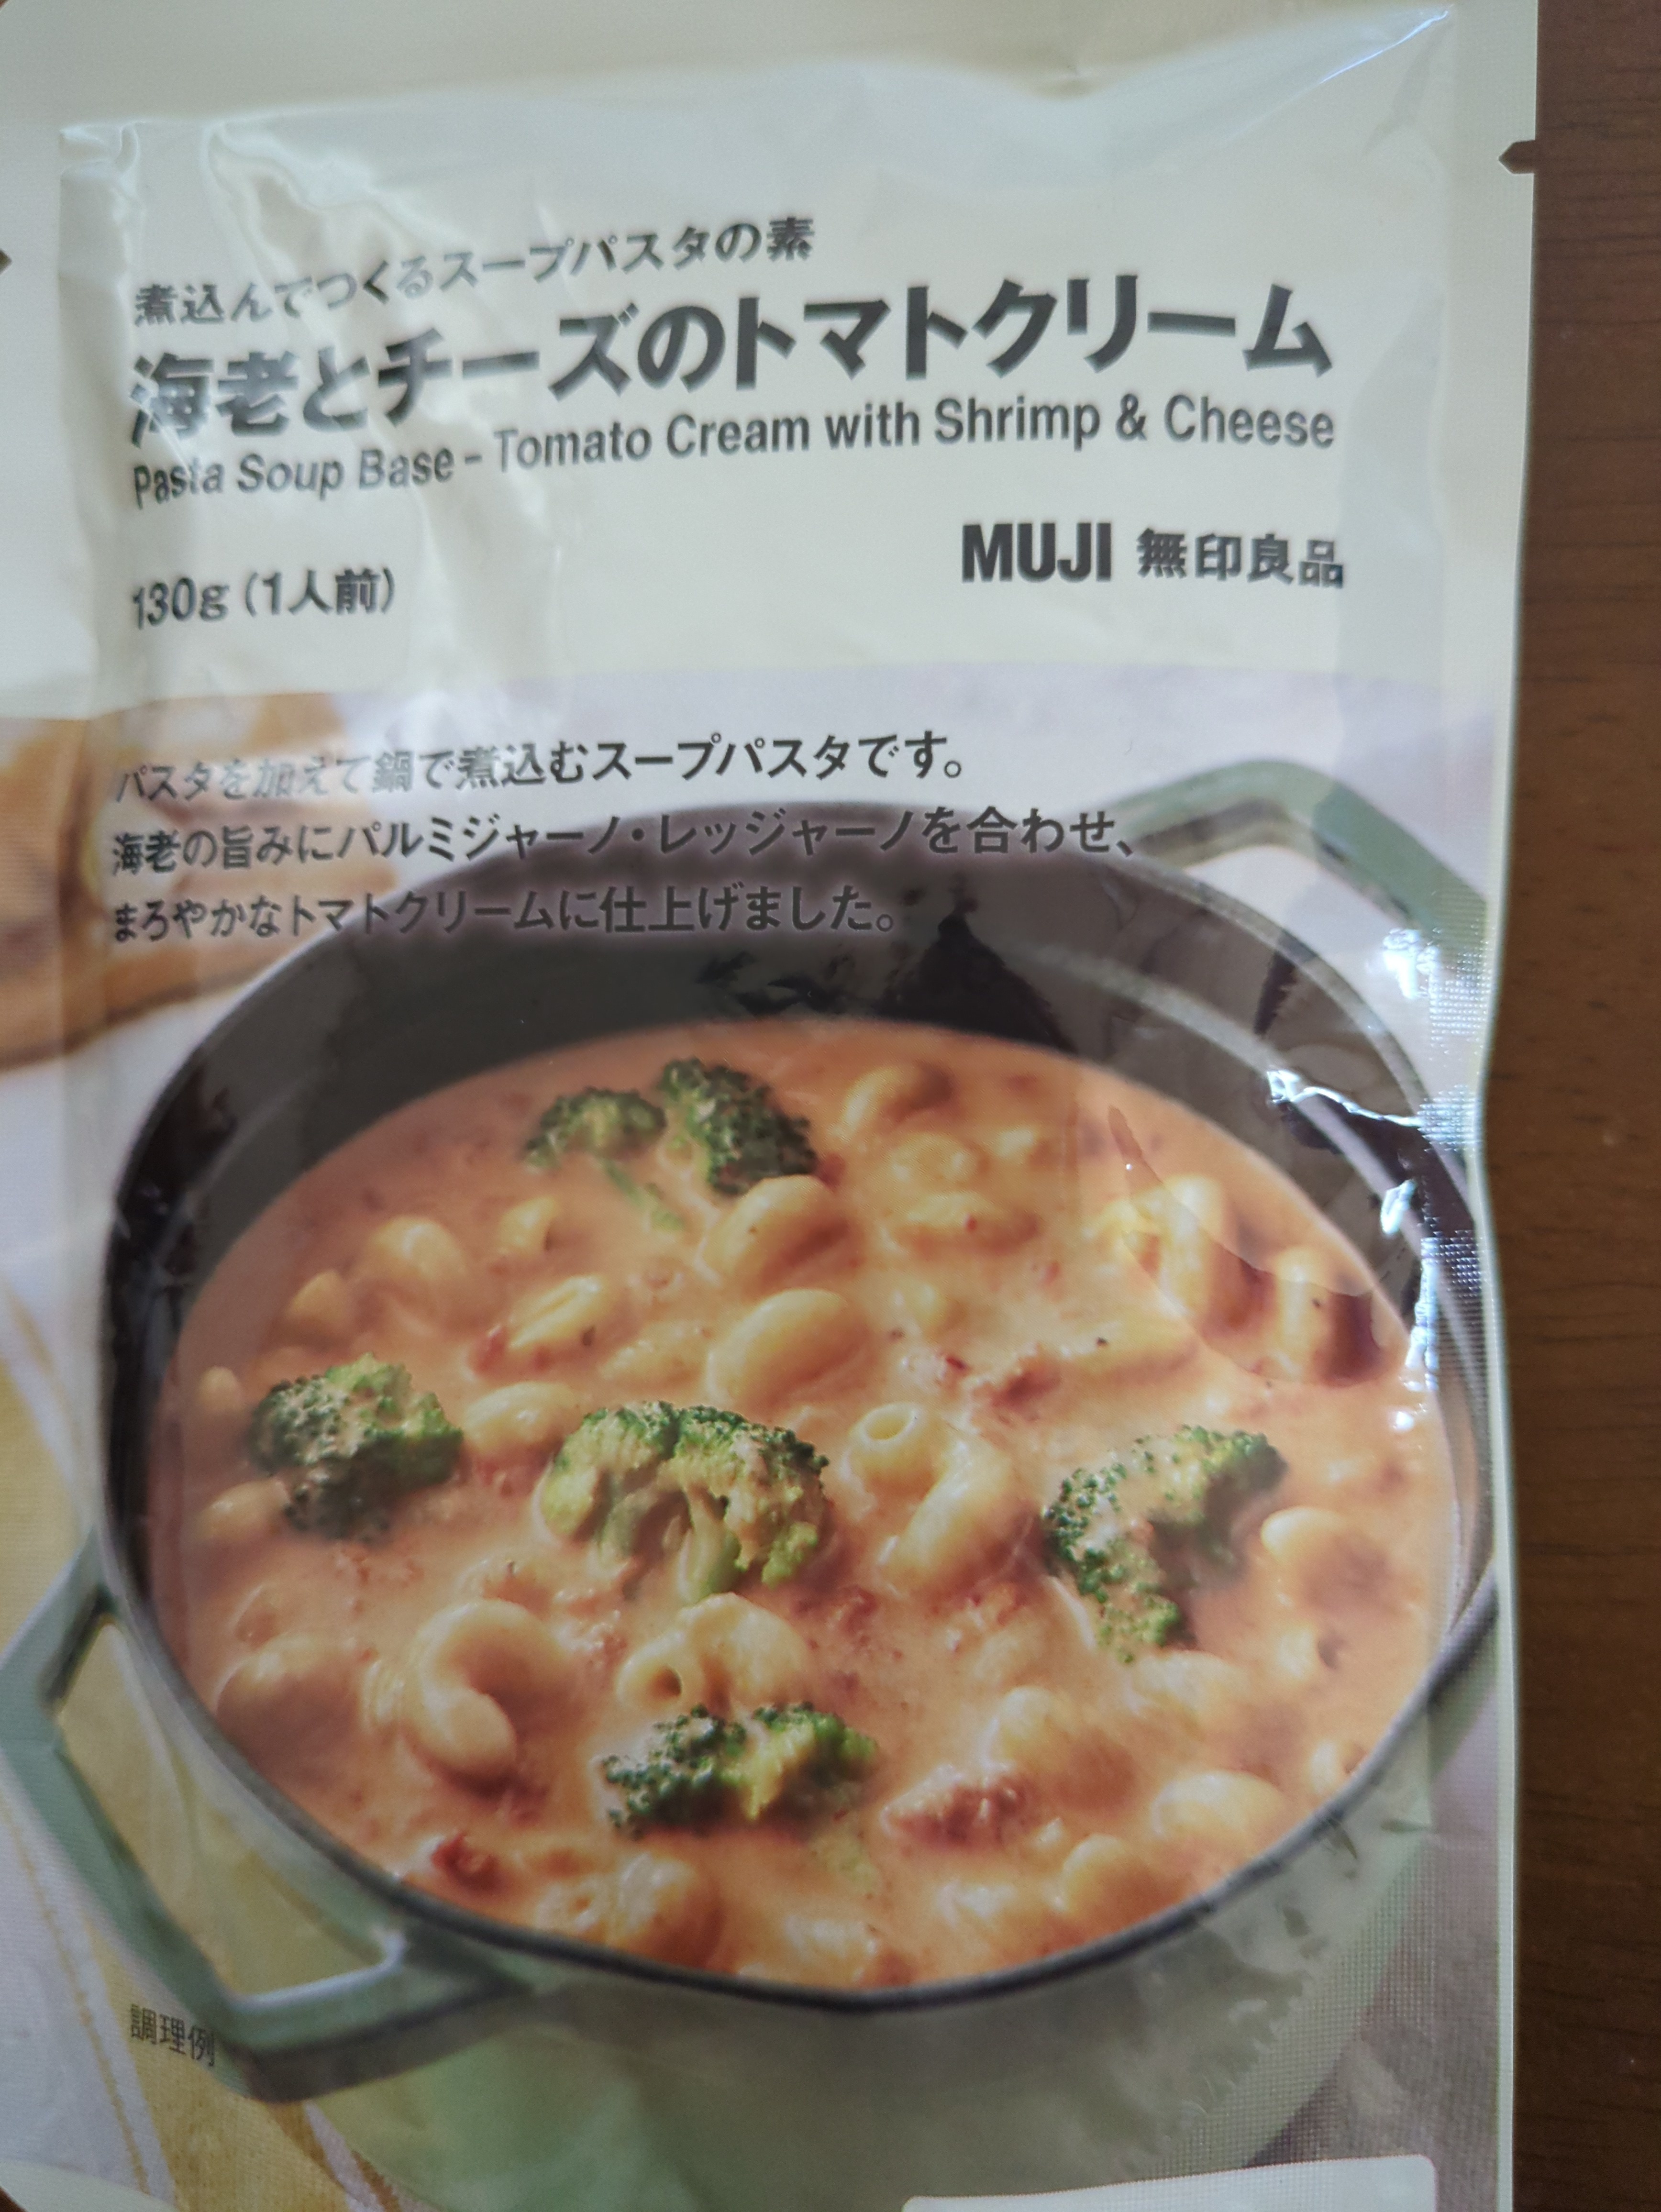 煮込んでつくるスープパスタの素
海老とチーズのトマトクリーム
Pasta Soup Base - Tomato Cream with Shrimp & Cheese
130g（1人前）
MUJI 無印良品
パスタを加えて鍋で煮込むスープパスタです。
海老の旨みにパルミジャーノ・レッジャーノを合わせ、
まろやかなトマトクリームに仕上げました。
調理例